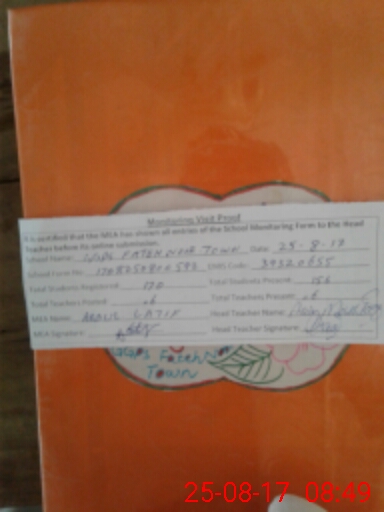 Monitoring Visit Proof
It is certified that the MEA has shown all entries of the School Monitoring Form to the Head
Teacher before its online submission.
School Name: FATEH NOOR TOWN Date: 25-8-17
School Form No. EMIS Code:
Total Students Registered: 170 Total Students Present: 156
Total Teachers Posted: 6 Total Teachers Present: 6
MEA Name: ABDUL LATIF Head Teacher Name:
MEA Signature: Head Teacher Signature:
Fateh Noor
Town
25-08-17 08:49